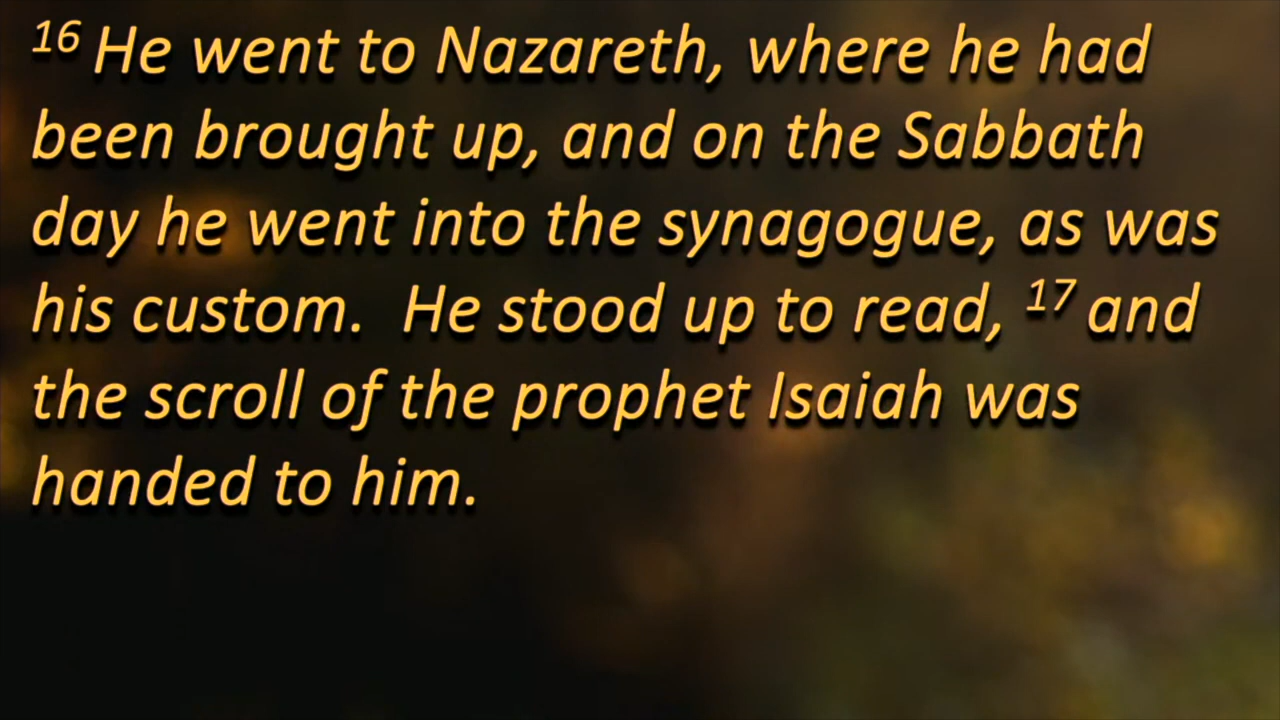 16 He went to Nazareth, where he had
been brought up, and on the Sabbath
day he went into the synagogue, as was
his custom.  He stood up to read, 17 and
the scroll of the prophet Isaiah was
handed to him.